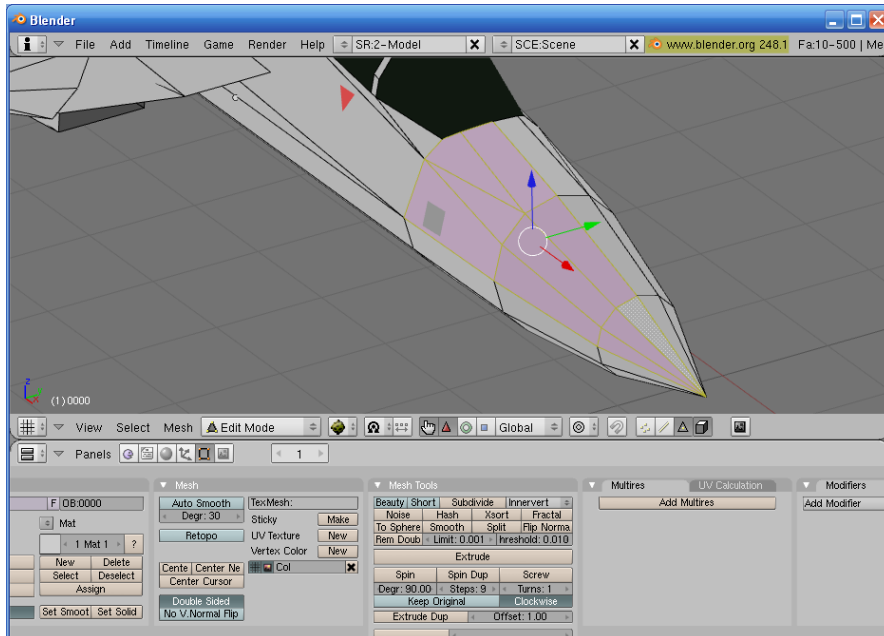 Blender
File Add Timeline Game Render Help SR:2-Model SCE:Scene www.blender.org 248.1 Fa:10-500 | Me
z
(1) 0000
View Select Mesh Edit Mode Global
Panels 1
Mesh Mesh Tools Multires UV Calculation Modifiers
F OB:0000 Auto Smooth TexMesh: Beauty Short Subdivide Innervert Add Multires Add Modifier
Mat Degr: 30 Sticky Make Noise Hash Xsort Fractal
1 Mat 1 ? Retopo UV Texture New To Sphere Smooth Split Flip Norma
Vertex Color New Rem Doub Limit: 0.001 hreshold: 0.010
New Delete Cente Center Ne Col Extrude
Select Deselect Center Cursor Spin Spin Dup Screw
Assign Degr: 90.00 Steps: 9 Turns: 1
Set Smoot Set Solid Double Sided Keep Original Clockwise
No V.Normal Flip Extrude Dup Offset: 1.00